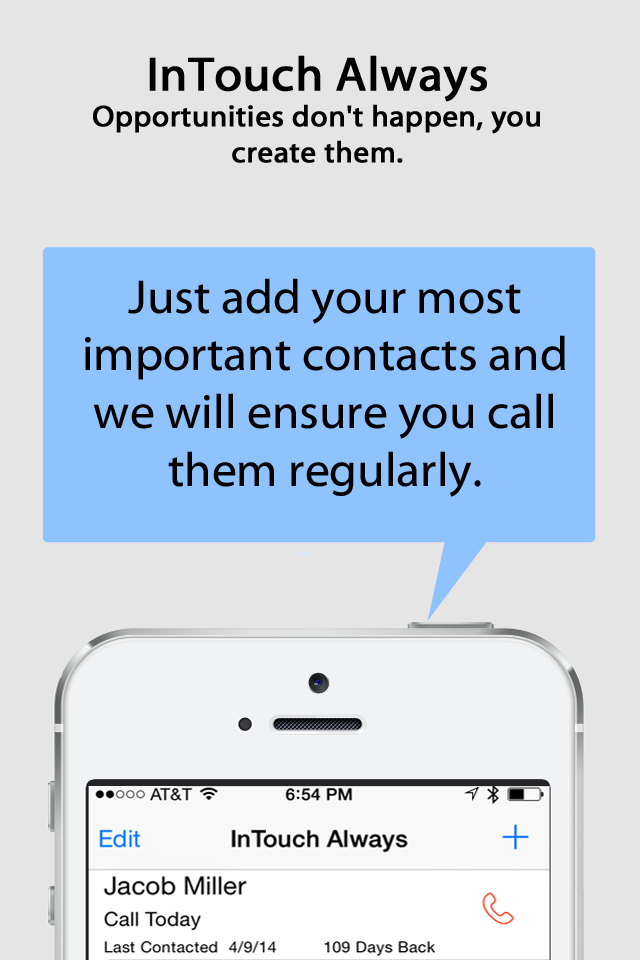 InTouch Always
Opportunities don't happen, you
create them.
Just add your most
important contacts and
we will ensure you call
them regularly.
AT&T 6:54 PM
Edit InTouch Always +
Jacob Miller
Call Today
Last Contacted 4/9/14 109 Days Back